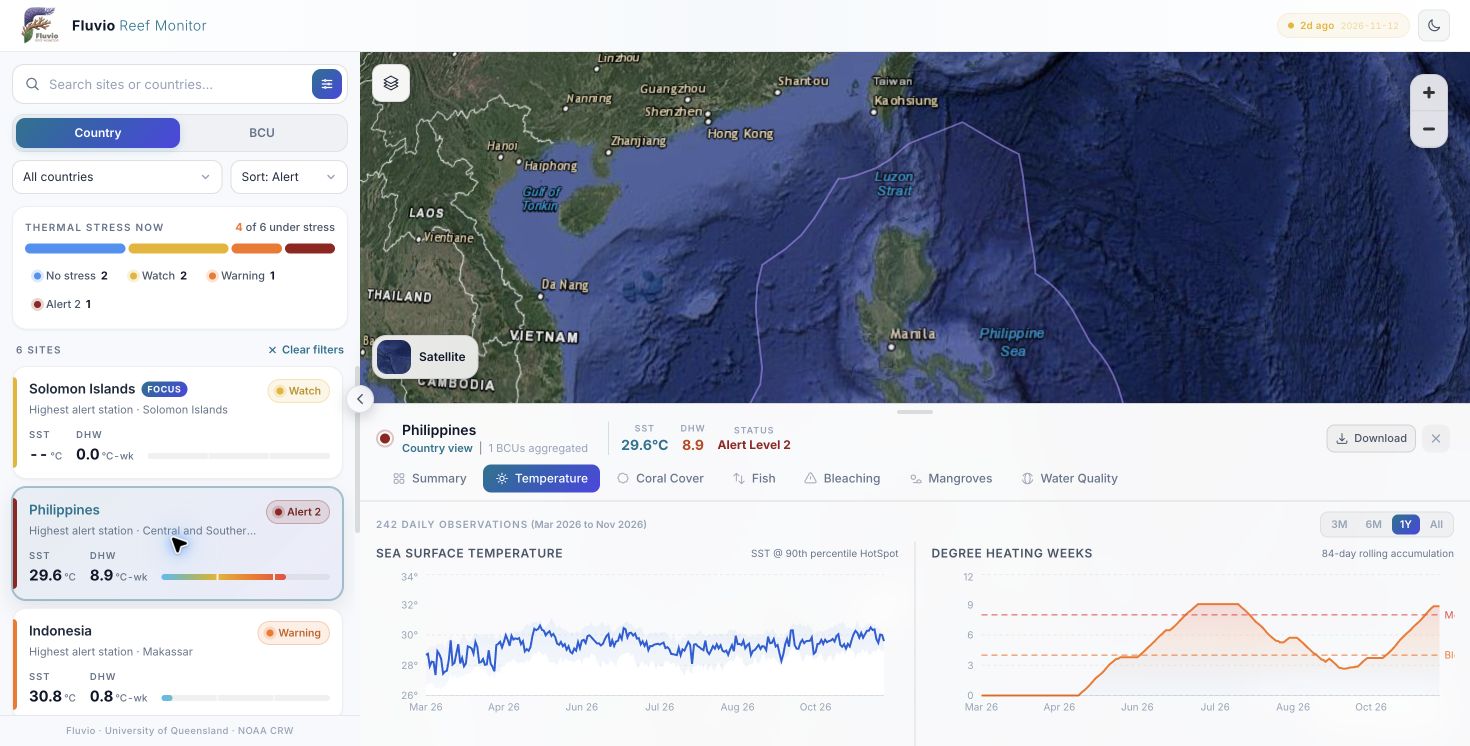 Fluvio
Fluvio Reef Monitor
2d ago 2026-11-12
Search sites or countries...
Country
BCU
All countries
Sort: Alert
THERMAL STRESS NOW
4 of 6 under stress
No stress 2
Watch 2
Warning 1
Alert 2 1
6 SITES
Clear filters
Solomon Islands FOCUS
Watch
Highest alert station · Solomon Islands
SST DHW
-- °C 0.0 °C-wk
Philippines
Alert 2
Highest alert station · Central and Souther...
SST DHW
29.6 °C 8.9 °C-wk
Indonesia
Warning
Highest alert station · Makassar
SST DHW
30.8 °C 0.8 °C-wk
Fluvio · University of Queensland · NOAA CRW
Linzhou
Shantou
Taiwan
Guangzhou
Nanning
Kaohsiung
Shenzhen
Hong Kong
Zhanjiang
Hanoi
Haiphong
Luzon
Strait
Gulf of
Tonkin
LAOS
Vientiane
Da Nang
THAILAND
VIETNAM
Manila
Philippine
Sea
Satellite
CAMBODIA
Philippines
Country view | 1 BCUs aggregated
SST DHW STATUS
29.6°C 8.9 Alert Level 2
Download
Summary
Temperature
Coral Cover
Fish
Bleaching
Mangroves
Water Quality
242 DAILY OBSERVATIONS (Mar 2026 to Nov 2026)
3M 6M 1Y All
SEA SURFACE TEMPERATURE
SST @ 90th percentile HotSpot
34°
32°
30°
28°
26°
Mar 26 Apr 26 Jun 26 Jul 26 Aug 26 Oct 26
DEGREE HEATING WEEKS
84-day rolling accumulation
12
9
6
3
0
Mar 26 Apr 26 Jun 26 Jul 26 Aug 26 Oct 26